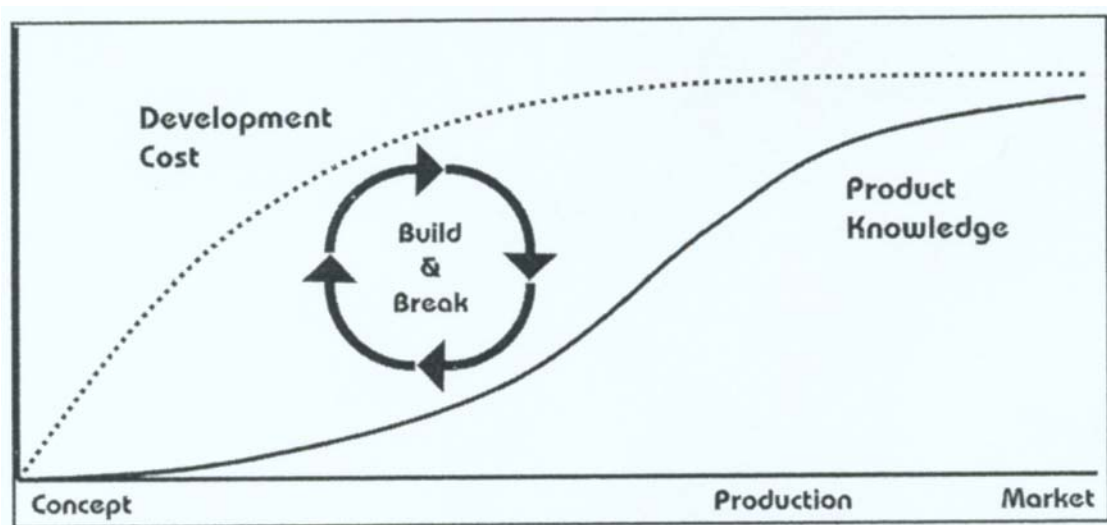 Development
Cost
Build
&
Break
Product
Knowledge
Concept
Production
Market